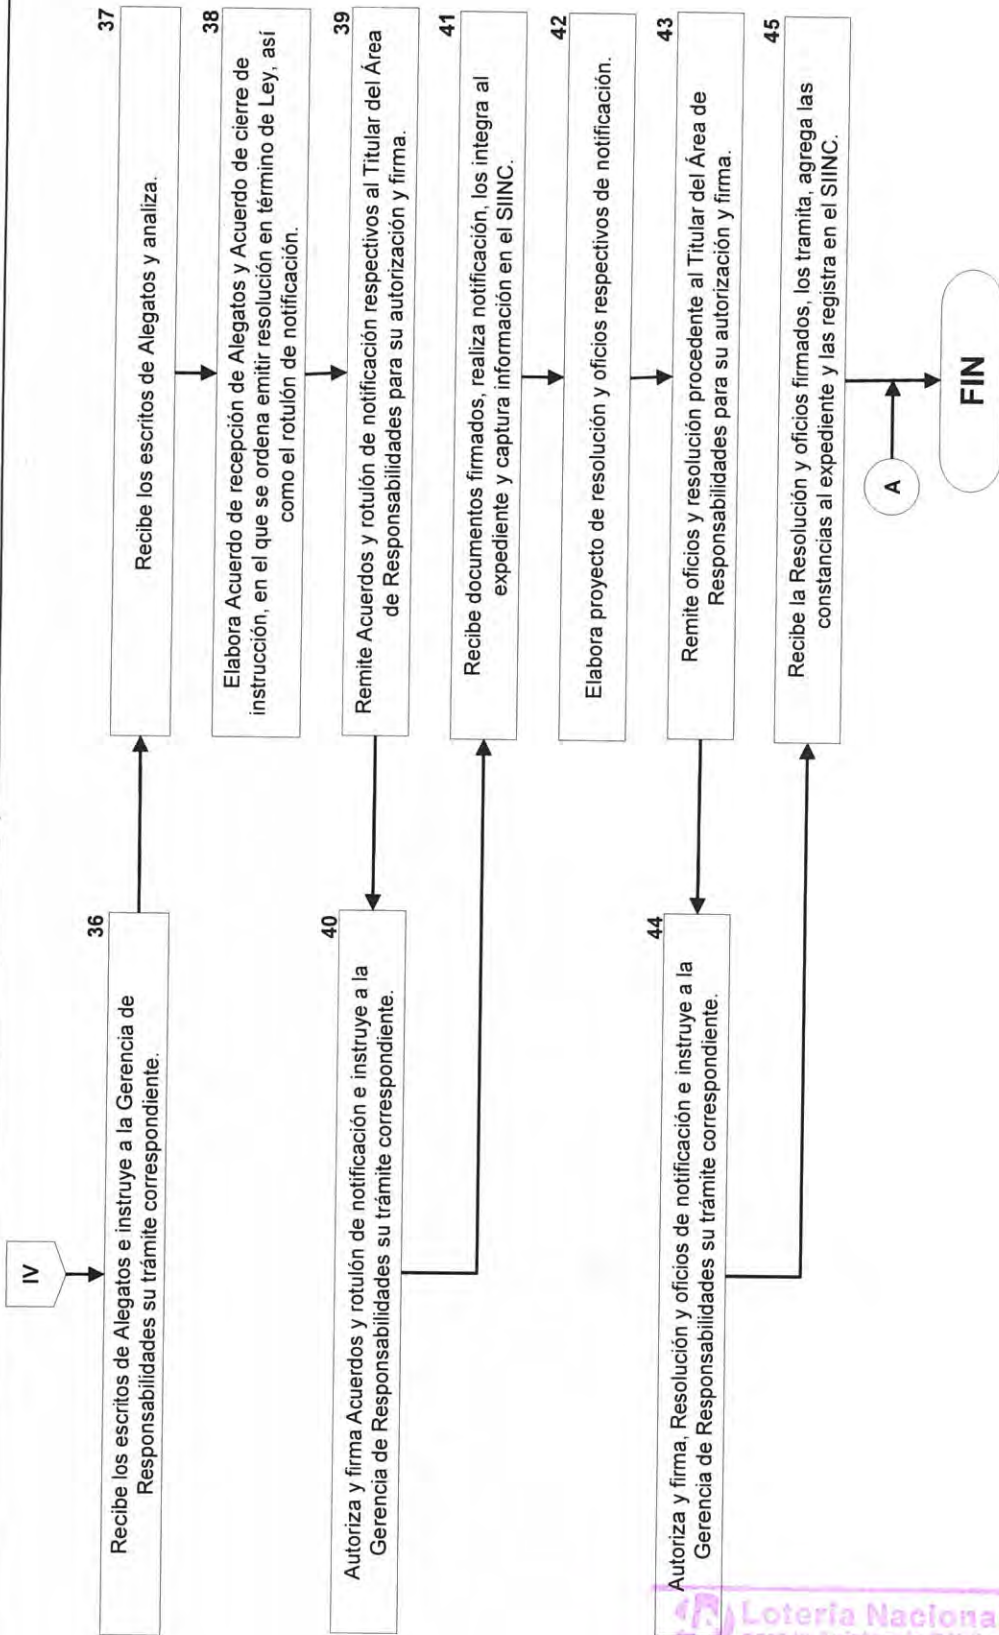 IV
36
Recibe los escritos de Alegatos e instruye a la Gerencia de
Responsabilidades su trámite correspondiente.
37
Recibe los escritos de Alegatos y analiza.
38
Elabora Acuerdo de recepción de Alegatos y Acuerdo de cierre de
instrucción, en el que se ordena emitir resolución en término de Ley, así
como el rotulón de notificación.
39
Remite Acuerdos y rotulón de notificación respectivos al Titular del Área
de Responsabilidades para su autorización y firma.
40
Autoriza y firma Acuerdos y rotulón de notificación e instruye a la
Gerencia de Responsabilidades su trámite correspondiente.
41
Recibe documentos firmados, realiza notificación, los integra al
expediente y captura información en el SIINC.
42
Elabora proyecto de resolución y oficios respectivos de notificación.
43
Remite oficios y resolución procedente al Titular del Área de
Responsabilidades para su autorización y firma.
44
Autoriza y firma, Resolución y oficios de notificación e instruye a la
Gerencia de Responsabilidades su trámite correspondiente.
45
Recibe la Resolución y oficios firmados, los tramita, agrega las
constancias al expediente y las registra en el SIINC.
A
FIN
Lotería Naciona